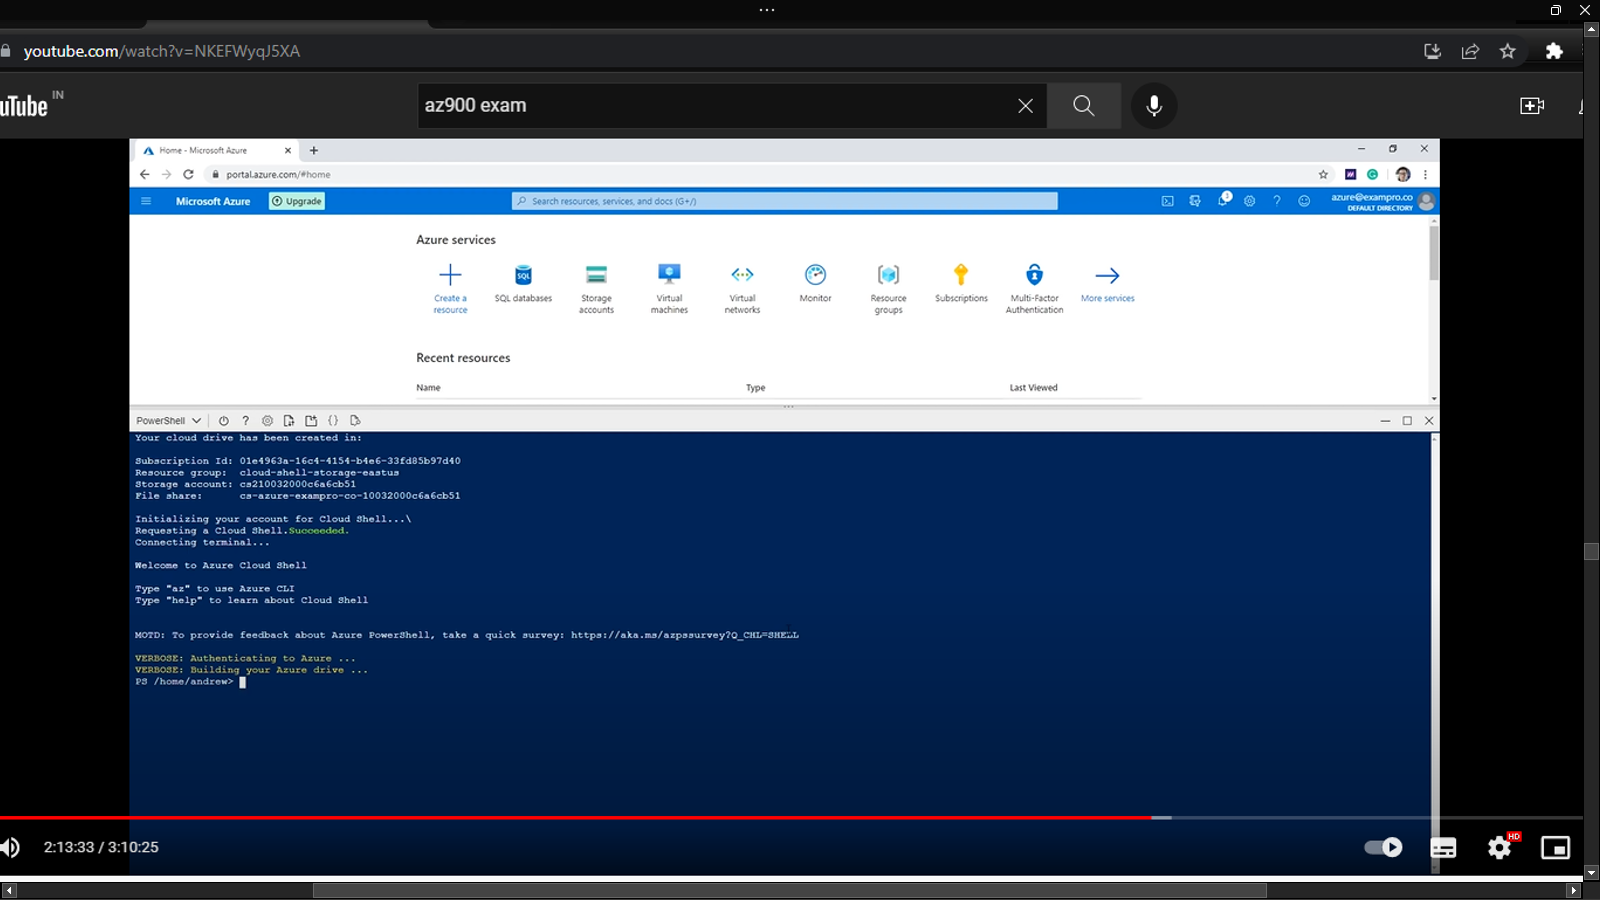 youtube.com/watch?v=NKEFWyqJ5XA
uTube IN
az900 exam
Home - Microsoft Azure
portal.azure.com/#home
Microsoft Azure
Upgrade
Search resources, services, and docs (G+/)
1
azure@exampro.co
DEFAULT DIRECTORY
Azure services
Create a resource
SQL
SQL databases
Storage accounts
Virtual machines
Virtual networks
Monitor
Resource groups
Subscriptions
Multi-Factor Authentication
More services
Recent resources
Name Type Last Viewed
PowerShell
Your cloud drive has been created in:
Subscription Id: 01e4963a-16c4-4154-b4e6-33fd85b97d40
Resource group: cloud-shell-storage-eastus
Storage account: cs210032000c6a6cb51
File share: cs-azure-exampro-co-10032000c6a6cb51
Initializing your account for Cloud Shell...\
Requesting a Cloud Shell.Succeeded.
Connecting terminal...
Welcome to Azure Cloud Shell
Type "az" to use Azure CLI
Type "help" to learn about Cloud Shell
MOTD: To provide feedback about Azure PowerShell, take a quick survey: https://aka.ms/azpssurvey?Q_CHL=SHELL
VERBOSE: Authenticating to Azure ...
VERBOSE: Building your Azure drive ...
PS /home/andrew>
2:13:33 / 3:10:25
HD